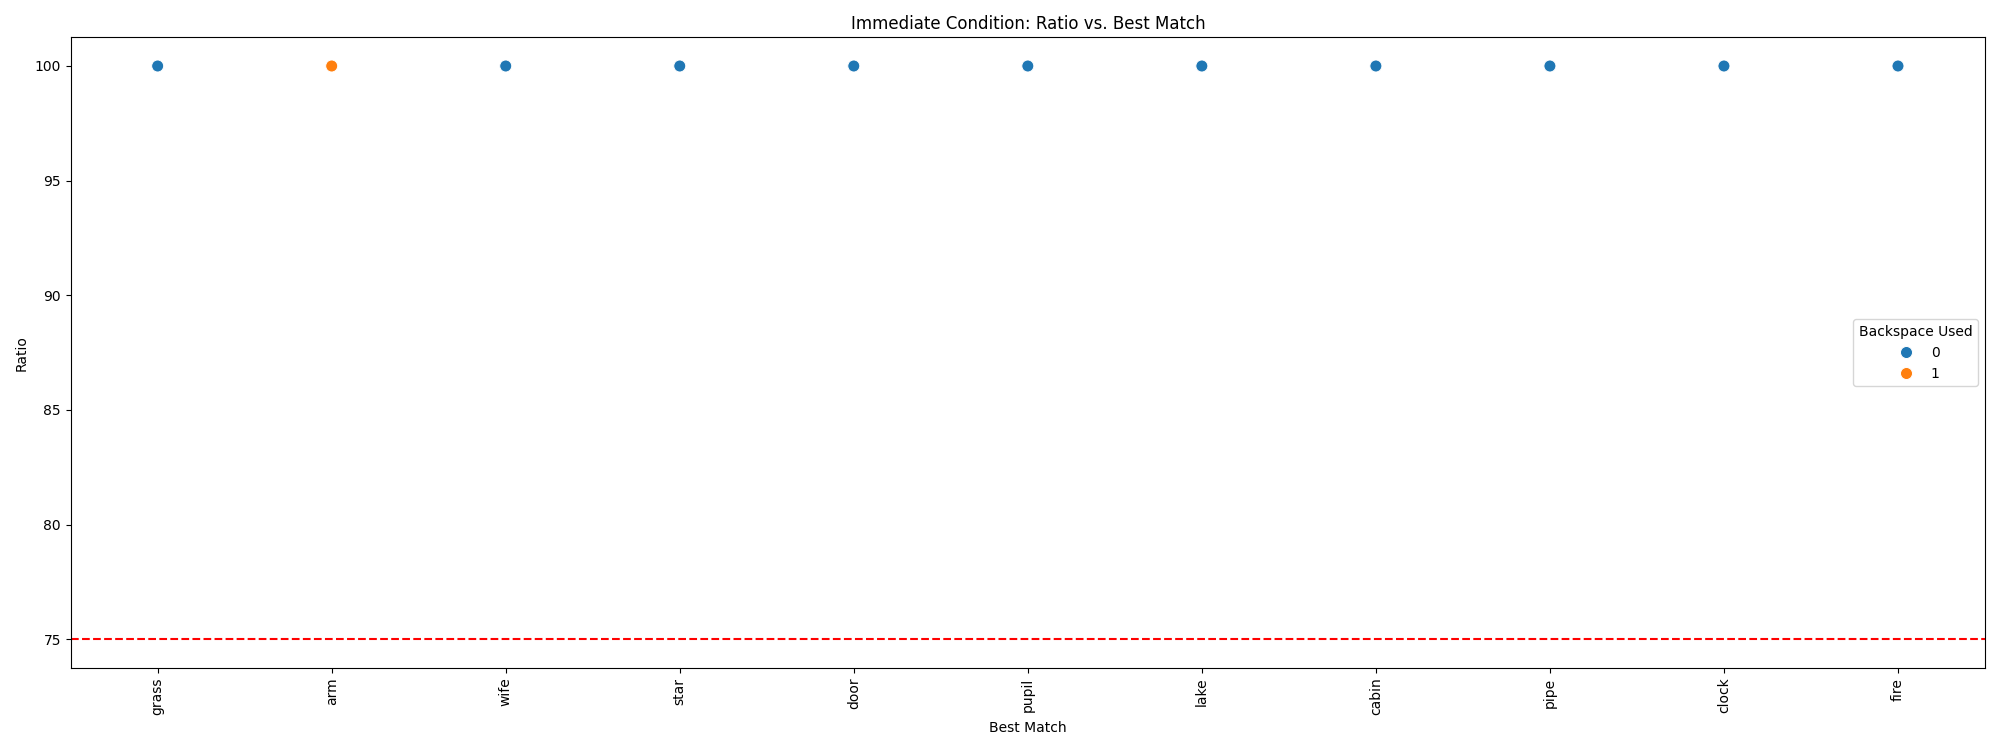 Immediate Condition: Ratio vs. Best Match
100
95
90
85
80
75
Ratio
Backspace Used
0
1
grass
arm
wife
star
door
pupil
lake
cabin
pipe
clock
fire
Best Match